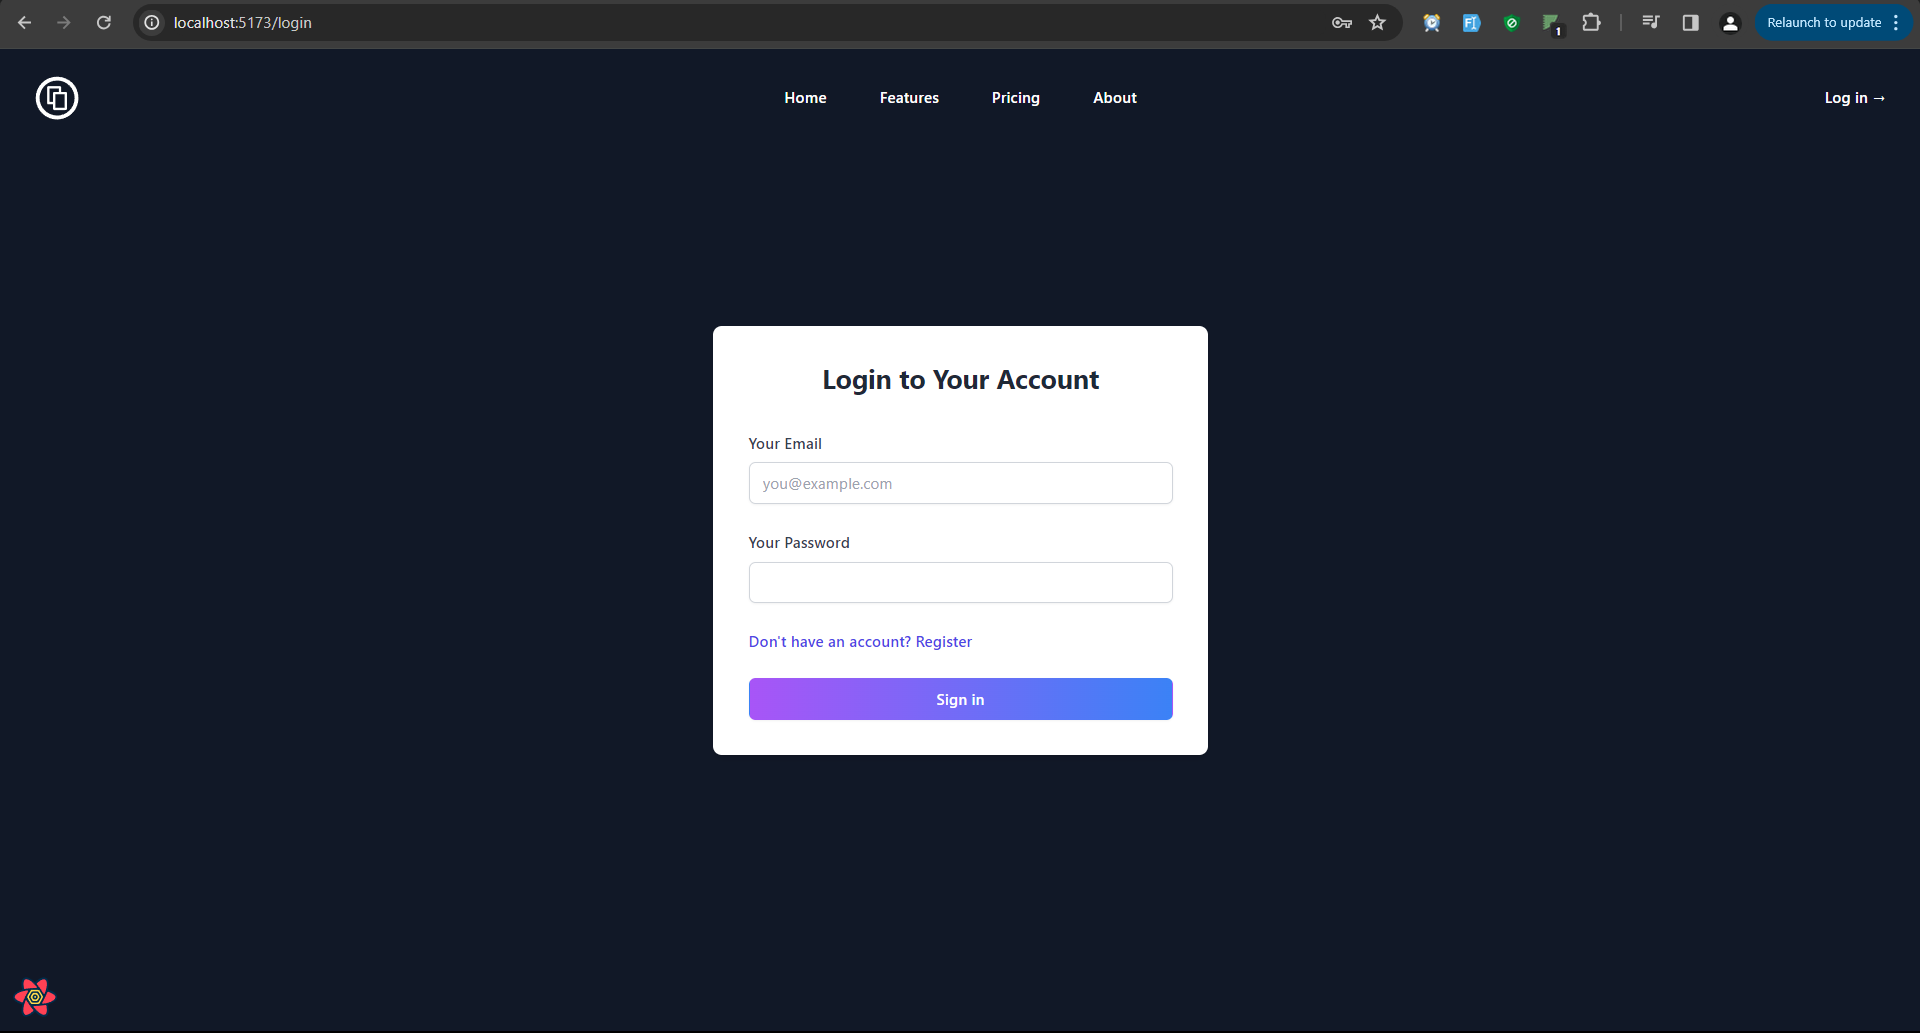 localhost:5173/login
1
Relaunch to update
Home
Features
Pricing
About
Log in →
Login to Your Account
Your Email
you@example.com
Your Password
Don't have an account? Register
Sign in